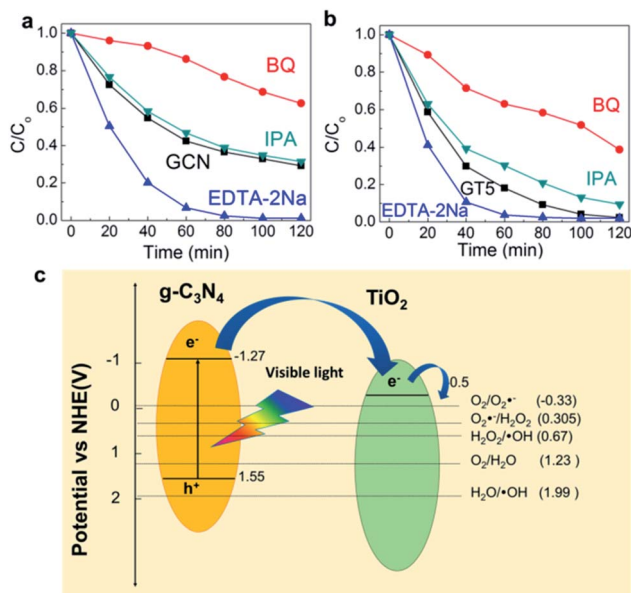 a
1.0
0.8
0.6
0.4
0.2
0.0
C/Co
BQ
IPA
GCN
EDTA-2Na
0 20 40 60 80 100 120
Time (min)
b
1.0
0.8
0.6
0.4
0.2
0.0
C/Co
BQ
IPA
GT5
EDTA-2Na
0 20 40 60 80 100 120
Time (min)
c
g-C₃N₄
TiO₂
Potential vs NHE(V)
-1
0
1
2
e⁻
-1.27
h⁺
1.55
Visible light
e⁻
-0.5
O₂/O₂•⁻ (-0.33)
O₂•⁻/H₂O₂ (0.305)
H₂O₂/•OH (0.67)
O₂/H₂O (1.23 )
H₂O/•OH (1.99 )